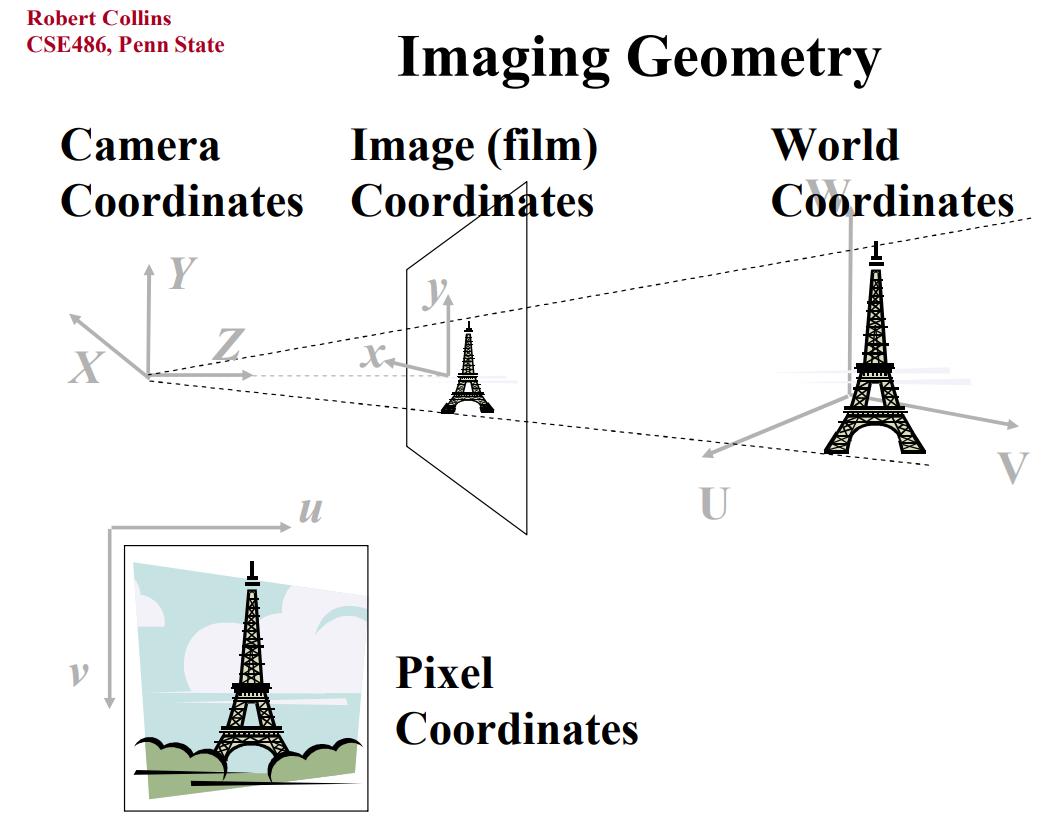 Robert Collins
CSE486, Penn State
Imaging Geometry
Camera
Coordinates
Image (film)
Coordinates
World
Coordinates
W
Y
X
Z
y
x
U
V
u
v
Pixel
Coordinates